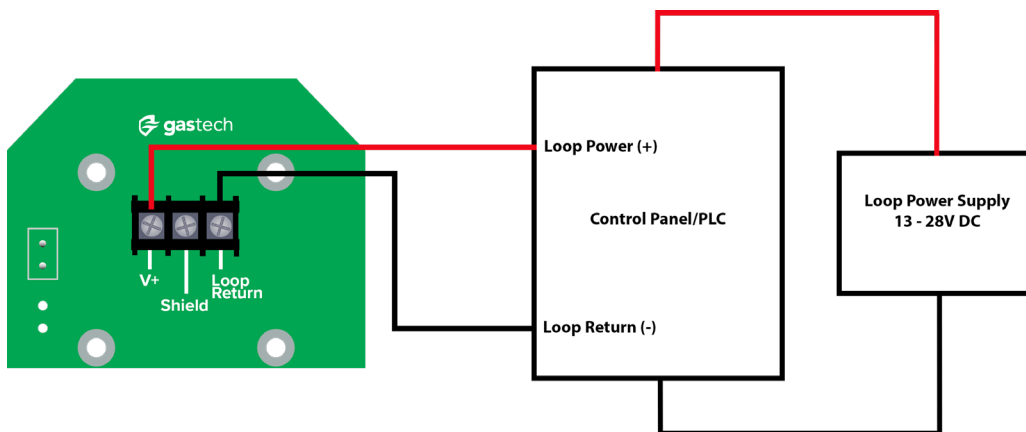 gastech
V+
Shield
Loop
Return
Loop Power (+)
Control Panel/PLC
Loop Return (-)
Loop Power Supply
13 - 28V DC